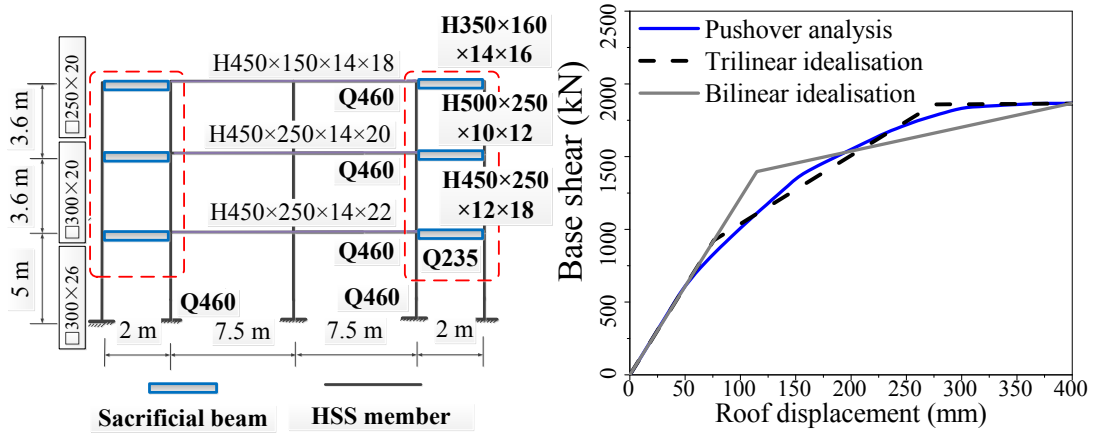 □250×20
□300×20
□300×26
3.6 m
3.6 m
5 m
H450×150×14×18
Q460
H450×250×14×20
Q460
H450×250×14×22
Q460
H350×160
×14×16
H500×250
×10×12
H450×250
×12×18
Q235
Q460
Q460
2 m
7.5 m
7.5 m
2 m
Sacrificial beam
HSS member
Base shear (kN)
2500
2000
1500
1000
500
0
Pushover analysis
Trilinear idealisation
Bilinear idealisation
0
50
100
150
200
250
300
350
400
Roof displacement (mm)